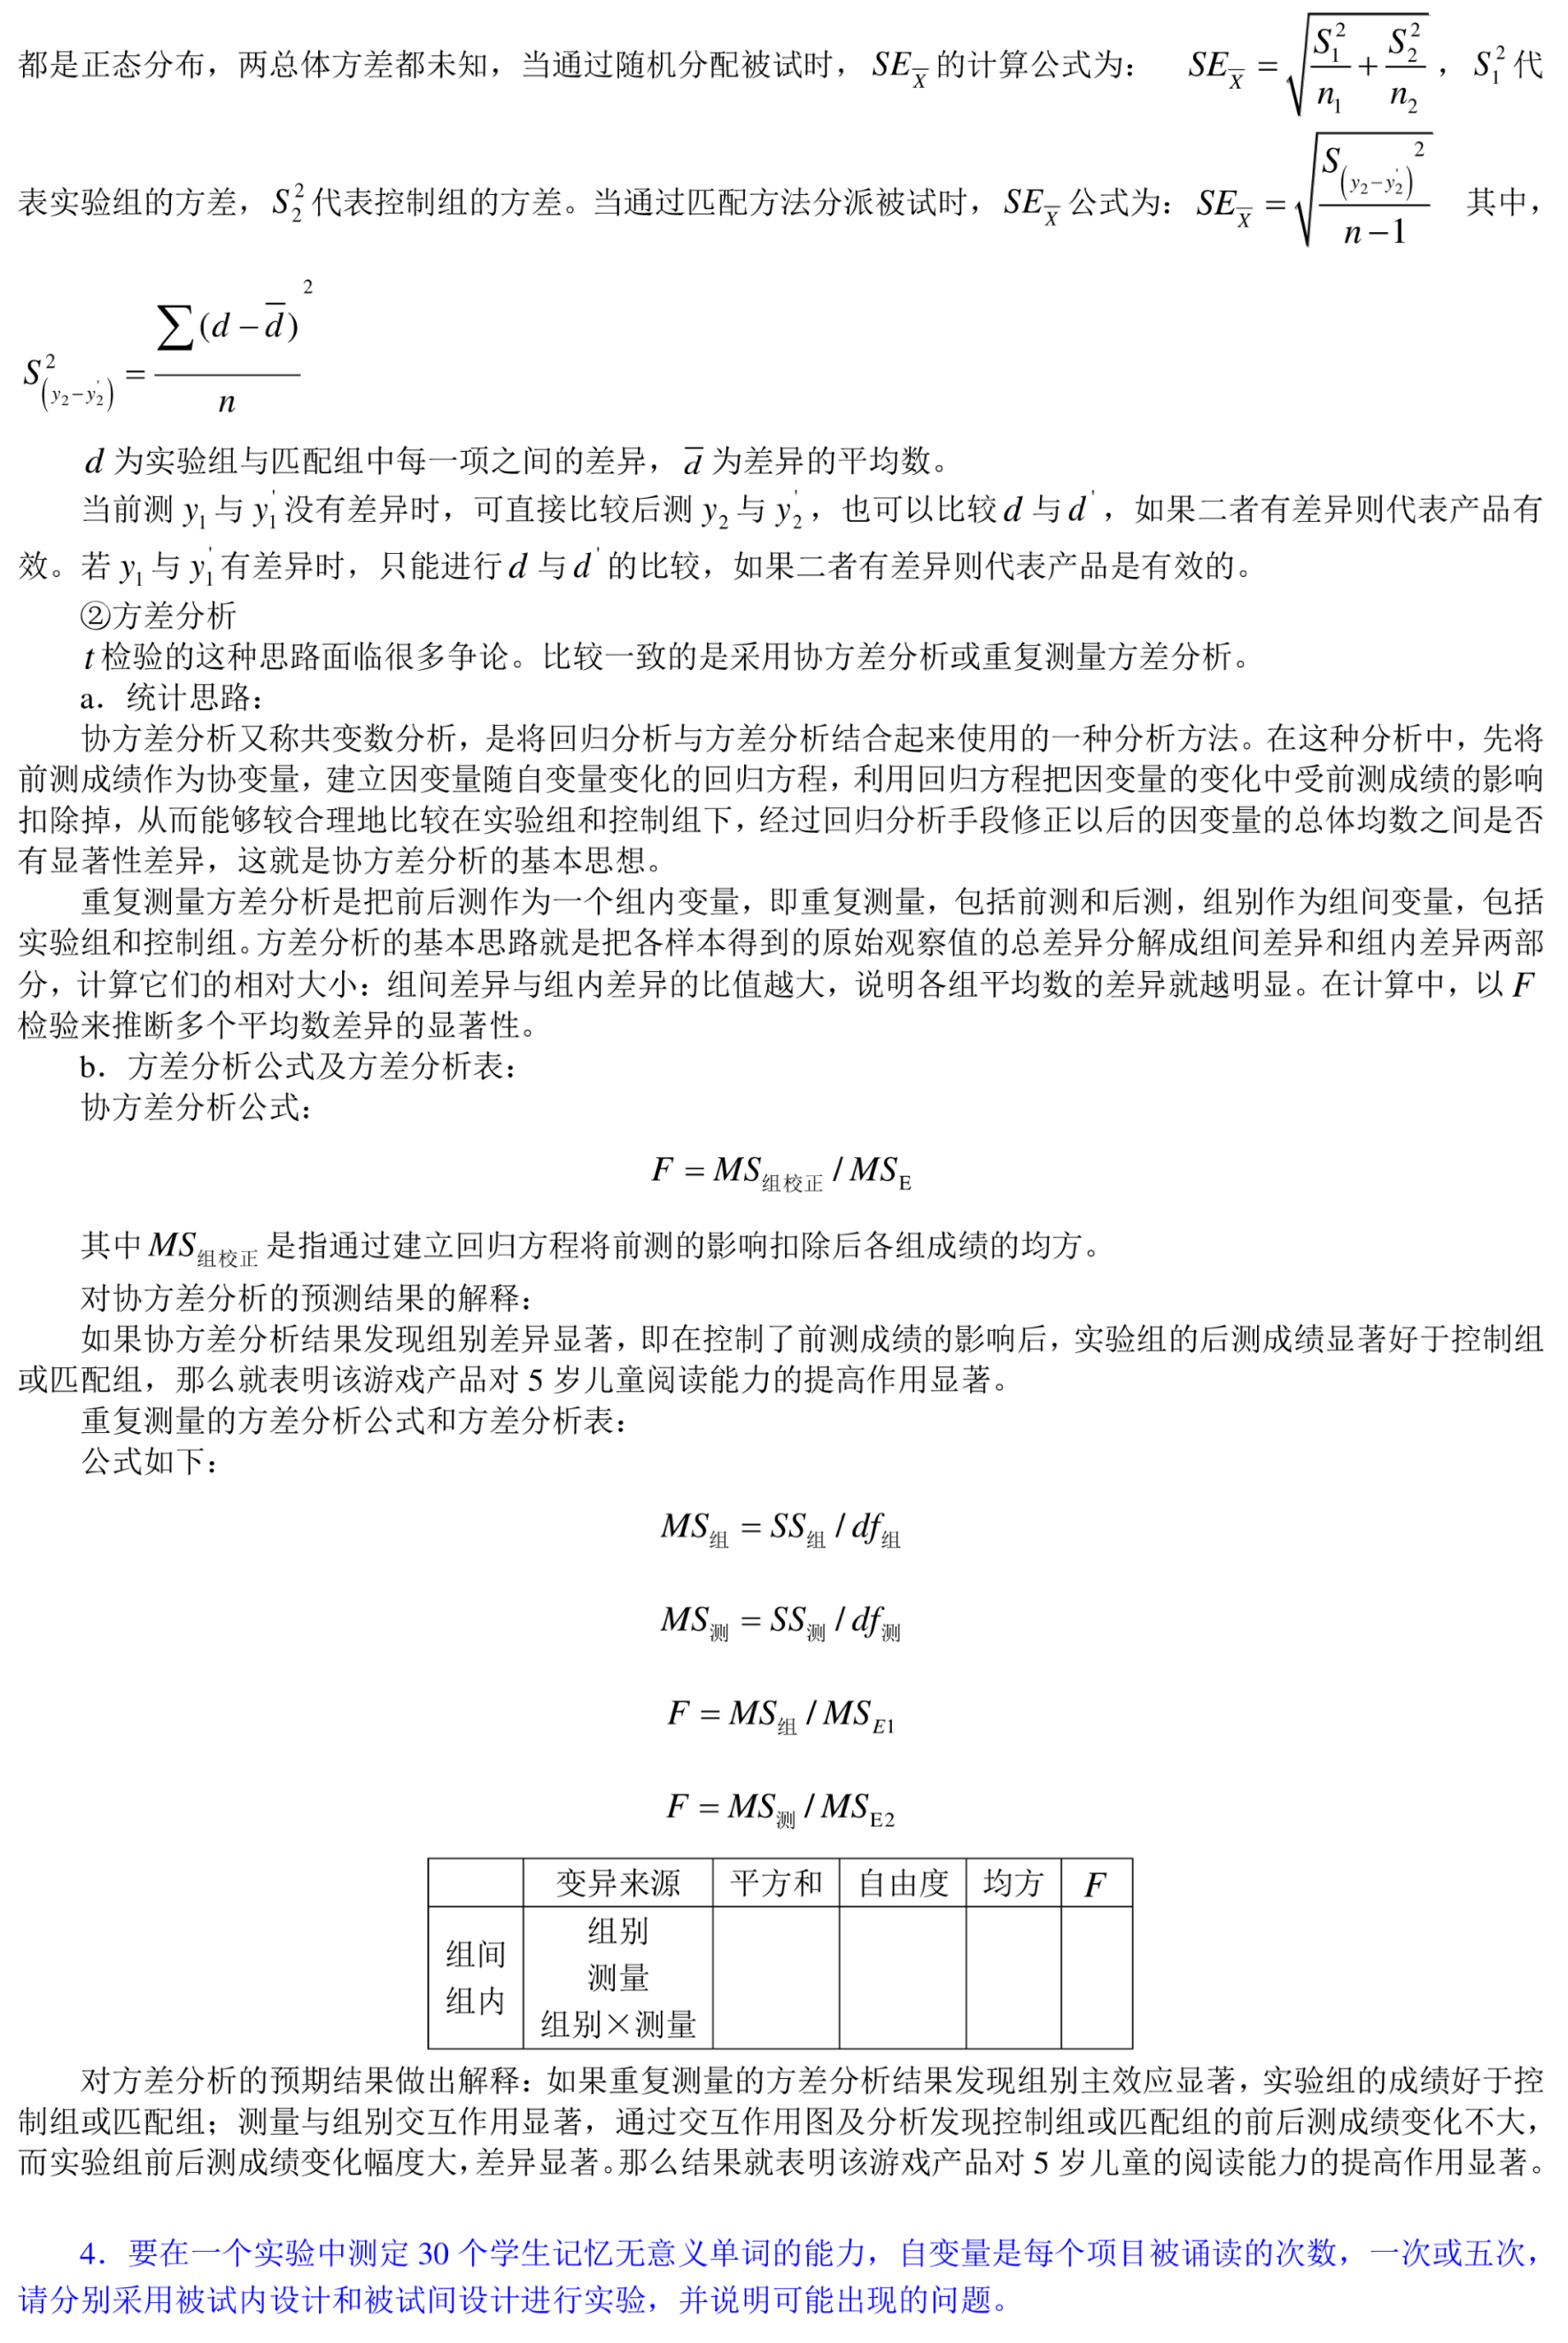 都是正态分布，两总体方差都未知，当通过随机分配被试时，$SE_{\overline{X}}$ 的计算公式为： $SE_{\overline{X}}=\sqrt{\frac{S_1^2}{n_1}+\frac{S_2^2}{n_2}}$，$S_1^2$ 代
表实验组的方差，$S_2^2$ 代表控制组的方差。当通过匹配方法分派被试时，$SE_{\overline{X}}$ 公式为：$SE_{\overline{X}}=\sqrt{\frac{S_{(y_2-y_2')}{}^2}{n-1}}$ 其中，
$S^2_{(y_2-y_2')}=\frac{\sum(d-\overline{d})^2}{n}$
d 为实验组与匹配组中每一项之间的差异，$\overline{d}$ 为差异的平均数。
当前测 $y_1$ 与 $y_1'$ 没有差异时，可直接比较后测 $y_2$ 与 $y_2'$，也可以比较 d 与 d'，如果二者有差异则代表产品有
效。若 $y_1$ 与 $y_1'$ 有差异时，只能进行 d 与 d' 的比较，如果二者有差异则代表产品是有效的。
②方差分析
t 检验的这种思路面临很多争论。比较一致的是采用协方差分析或重复测量方差分析。
a．统计思路：
协方差分析又称共变数分析，是将回归分析与方差分析结合起来使用的一种分析方法。在这种分析中，先将
前测成绩作为协变量，建立因变量随自变量变化的回归方程，利用回归方程把因变量的变化中受前测成绩的影响
扣除掉，从而能够较合理地比较在实验组和控制组下，经过回归分析手段修正以后的因变量的总体均数之间是否
有显著性差异，这就是协方差分析的基本思想。
重复测量方差分析是把前后测作为一个组内变量，即重复测量，包括前测和后测，组别作为组间变量，包括
实验组和控制组。方差分析的基本思路就是把各样本得到的原始观察值的总差异分解成组间差异和组内差异两部
分，计算它们的相对大小：组间差异与组内差异的比值越大，说明各组平均数的差异就越明显。在计算中，以 F
检验来推断多个平均数差异的显著性。
b．方差分析公式及方差分析表：
协方差分析公式：
$F=MS_{组校正}/MS_E$
其中 $MS_{组校正}$ 是指通过建立回归方程将前测的影响扣除后各组成绩的均方。
对协方差分析的预测结果的解释：
如果协方差分析结果发现组别差异显著，即在控制了前测成绩的影响后，实验组的后测成绩显著好于控制组
或匹配组，那么就表明该游戏产品对 5 岁儿童阅读能力的提高作用显著。
重复测量的方差分析公式和方差分析表：
公式如下：
$MS_{组}=SS_{组}/df_{组}$
$MS_{测}=SS_{测}/df_{测}$
$F=MS_{组}/MS_{E1}$
$F=MS_{测}/MS_{E2}$
变异来源 平方和 自由度 均方 F
组间 组别
测量
组内 组别×测量
对方差分析的预期结果做出解释：如果重复测量的方差分析结果发现组别主效应显著，实验组的成绩好于控
制组或匹配组；测量与组别交互作用显著，通过交互作用图及分析发现控制组或匹配组的前后测成绩变化不大，
而实验组前后测成绩变化幅度大，差异显著。那么结果就表明该游戏产品对 5 岁儿童的阅读能力的提高作用显著。
4．要在一个实验中测定 30 个学生记忆无意义单词的能力，自变量是每个项目被诵读的次数，一次或五次，
请分别采用被试内设计和被试间设计进行实验，并说明可能出现的问题。